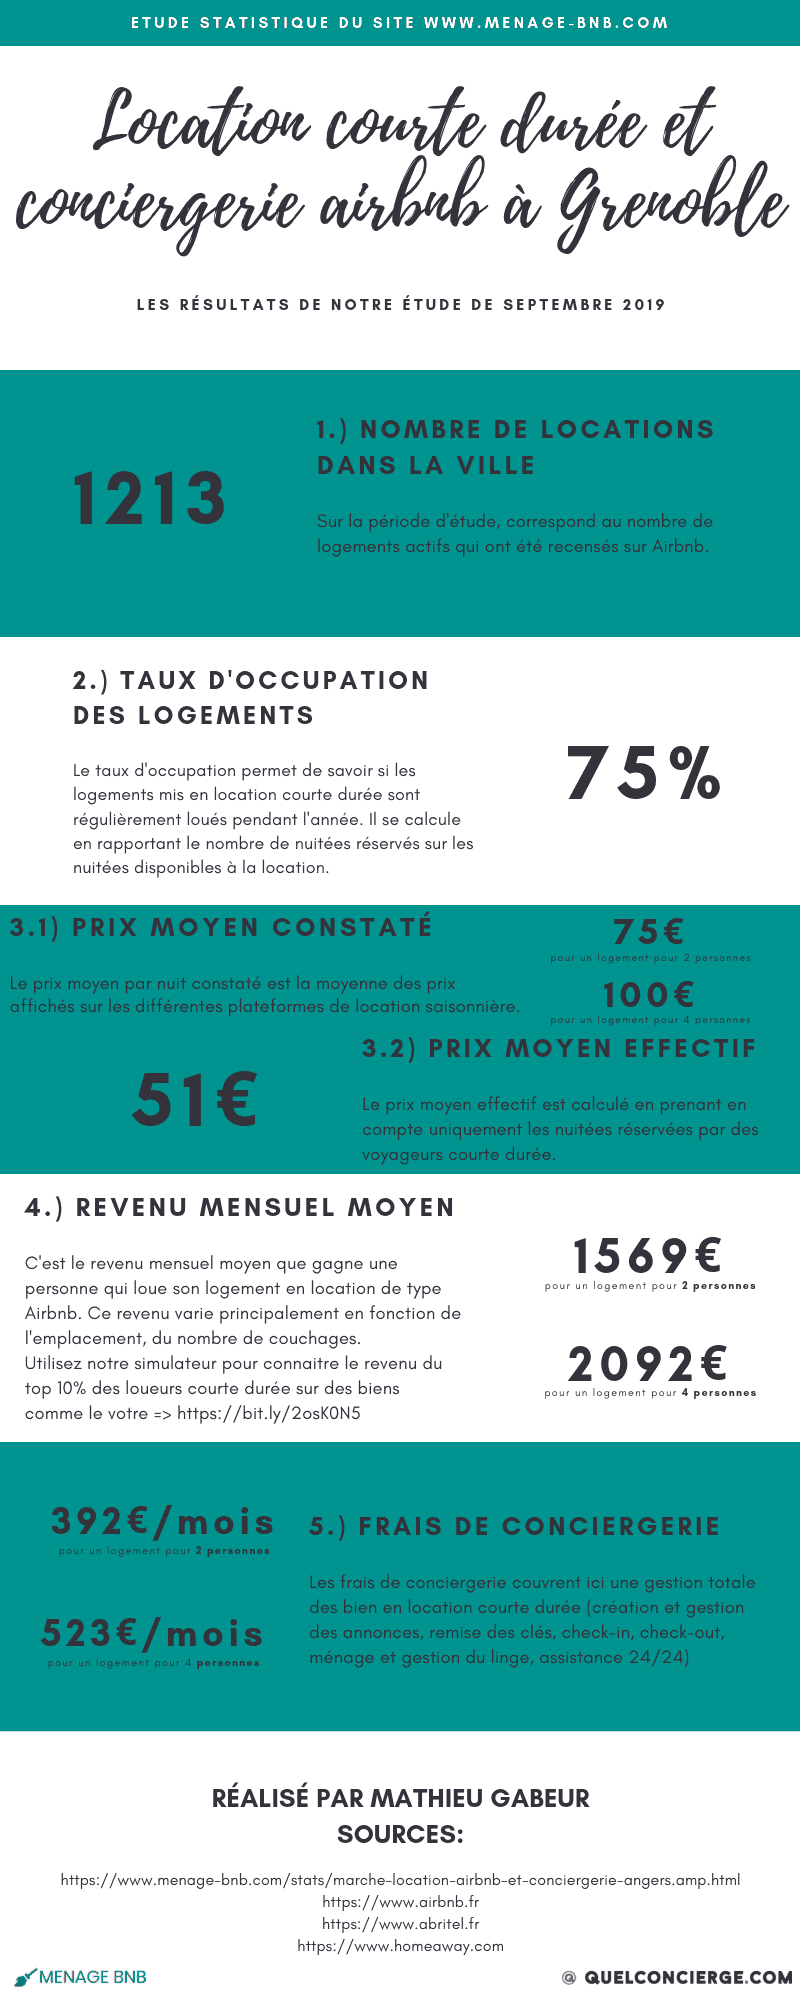 ETUDE STATISTIQUE DU SITE WWW.MENAGE-BNB.COM
Location courte durée et
conciergerie airbnb à Grenoble
LES RÉSULTATS DE NOTRE ÉTUDE DE SEPTEMBRE 2019
1213
1.) NOMBRE DE LOCATIONS
DANS LA VILLE
Sur la période d'étude, correspond au nombre de
logements actifs qui ont été recensés sur Airbnb.
2.) TAUX D'OCCUPATION
DES LOGEMENTS
Le taux d'occupation permet de savoir si les
logements mis en location courte durée sont
régulièrement loués pendant l'année. Il se calcule
en rapportant le nombre de nuitées réservés sur les
nuitées disponibles à la location.
75%
3.1) PRIX MOYEN CONSTATÉ
Le prix moyen par nuit constaté est la moyenne des prix
affichés sur les différentes plateformes de location saisonnière.
75€
pour un logement pour 2 personnes
100€
pour un logement pour 4 personnes
51€
3.2) PRIX MOYEN EFFECTIF
Le prix moyen effectif est calculé en prenant en
compte uniquement les nuitées réservées par des
voyageurs courte durée.
4.) REVENU MENSUEL MOYEN
C'est le revenu mensuel moyen que gagne une
personne qui loue son logement en location de type
Airbnb. Ce revenu varie principalement en fonction de
l'emplacement, du nombre de couchages.
Utilisez notre simulateur pour connaitre le revenu du
top 10% des loueurs courte durée sur des biens
comme le votre => https://bit.ly/2osK0N5
1569€
pour un logement pour 2 personnes
2092€
pour un logement pour 4 personnes
392€/mois
pour un logement pour 2 personnes
523€/mois
pour un logement pour 4 personnes
5.) FRAIS DE CONCIERGERIE
Les frais de conciergerie couvrent ici une gestion totale
des bien en location courte durée (création et gestion
des annonces, remise des clés, check-in, check-out,
ménage et gestion du linge, assistance 24/24)
RÉALISÉ PAR MATHIEU GABEUR
SOURCES:
https://www.menage-bnb.com/stats/marche-location-airbnb-et-conciergerie-angers.amp.html
https://www.airbnb.fr
https://www.abritel.fr
https://www.homeaway.com
MENAGE BNB
@ QUELCONCIERGE.COM